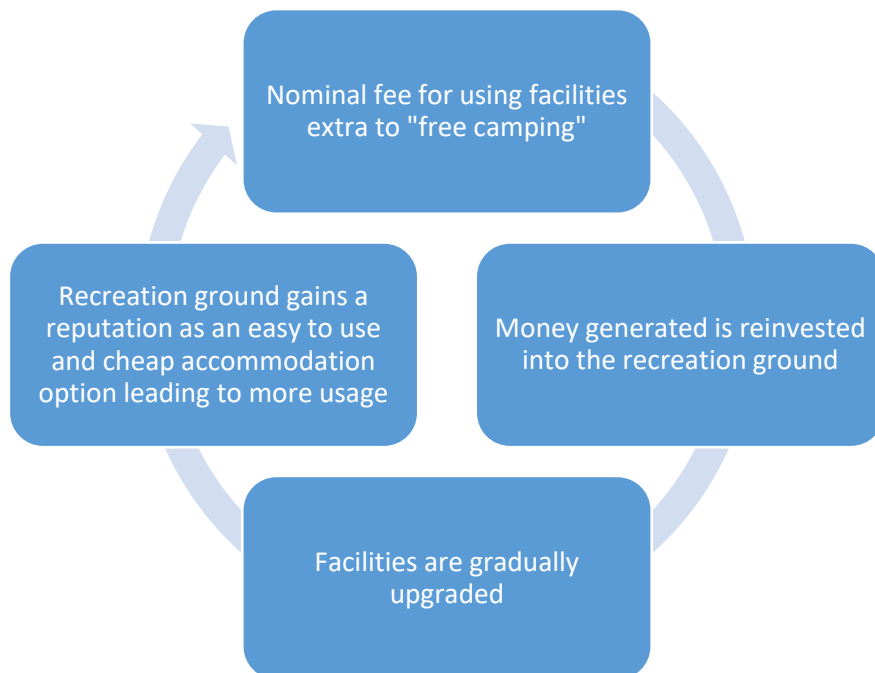 Nominal fee for using facilities
extra to "free camping"
Money generated is reinvested
into the recreation ground
Facilities are gradually
upgraded
Recreation ground gains a
reputation as an easy to use
and cheap accommodation
option leading to more usage